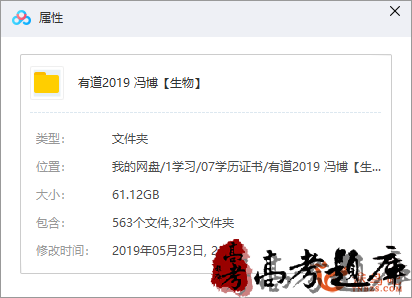 属性
有道2019 冯博【生物】
类型: 文件夹
位置: 我的网盘/1学习/07学历证书/有道2019 冯博【生...
大小: 61.12GB
包含: 563个文件,32个文件夹
修改时间: 2019年05月23日, 2
高考 高考题库